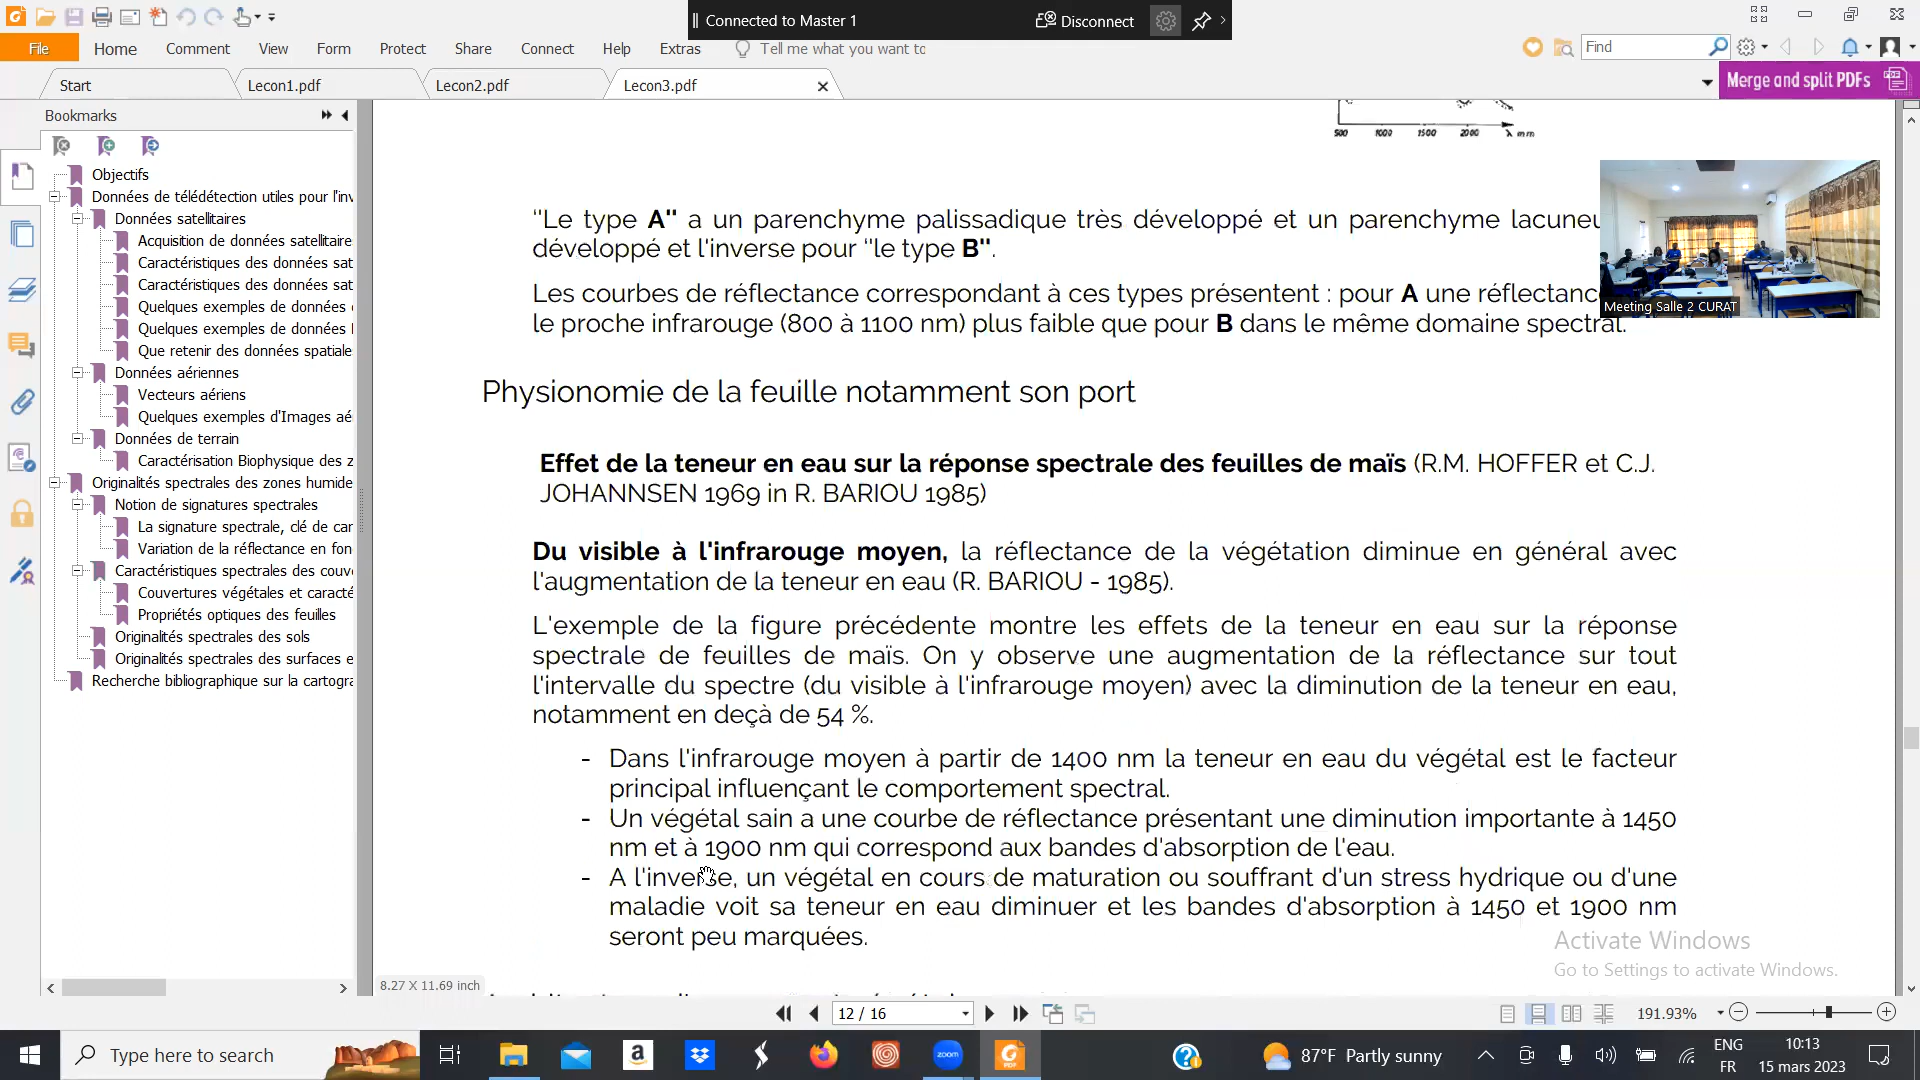 Connected to Master 1
Disconnect
File Home Comment View Form Protect Share Connect Help Extras Tell me what you want to
Find
Start Lecon1.pdf Lecon2.pdf Lecon3.pdf
Merge and split PDFs
Bookmarks
Objectifs
Données de télédétection utiles pour l'inv
Données satellitaires
Acquisition de données satellitaire
Caractéristiques des données sat
Caractéristiques des données sat
Quelques exemples de données
Quelques exemples de données
Que retenir des données spatiale
Données aériennes
Vecteurs aériens
Quelques exemples d'Images aé
Données de terrain
Caractérisation Biophysique des z
Originalités spectrales des zones humide
Notion de signatures spectrales
La signature spectrale, clé de car
Variation de la réflectance en fon
Caractéristiques spectrales des couv
Couvertures végétales et caracté
Propriétés optiques des feuilles
Originalités spectrales des sols
Originalités spectrales des surfaces e
Recherche bibliographique sur la cartogra
500 1000 1500 2000 λ mm
"Le type A" a un parenchyme palissadique très développé et un parenchyme lacuneu
développé et l'inverse pour "le type B".
Les courbes de réflectance correspondant à ces types présentent : pour A une réflectance
le proche infrarouge (800 à 1100 nm) plus faible que pour B dans le même domaine spectral.
Meeting Salle 2 CURAT
Physionomie de la feuille notamment son port
Effet de la teneur en eau sur la réponse spectrale des feuilles de maïs (R.M. HOFFER et C.J.
JOHANNSEN 1969 in R. BARIOU 1985)
Du visible à l'infrarouge moyen, la réflectance de la végétation diminue en général avec
l'augmentation de la teneur en eau (R. BARIOU - 1985).
L'exemple de la figure précédente montre les effets de la teneur en eau sur la réponse
spectrale de feuilles de maïs. On y observe une augmentation de la réflectance sur tout
l'intervalle du spectre (du visible à l'infrarouge moyen) avec la diminution de la teneur en eau,
notamment en deçà de 54 %.
- Dans l'infrarouge moyen à partir de 1400 nm la teneur en eau du végétal est le facteur
principal influençant le comportement spectral.
- Un végétal sain a une courbe de réflectance présentant une diminution importante à 1450
nm et à 1900 nm qui correspond aux bandes d'absorption de l'eau.
- A l'inverse, un végétal en cours de maturation ou souffrant d'un stress hydrique ou d'une
maladie voit sa teneur en eau diminuer et les bandes d'absorption à 1450 et 1900 nm
seront peu marquées.
Activate Windows
Go to Settings to activate Windows.
8.27 X 11.69 inch
12 / 16
191.93%
Type here to search
zoom
87°F Partly sunny
ENG
FR
10:13
15 mars 2023